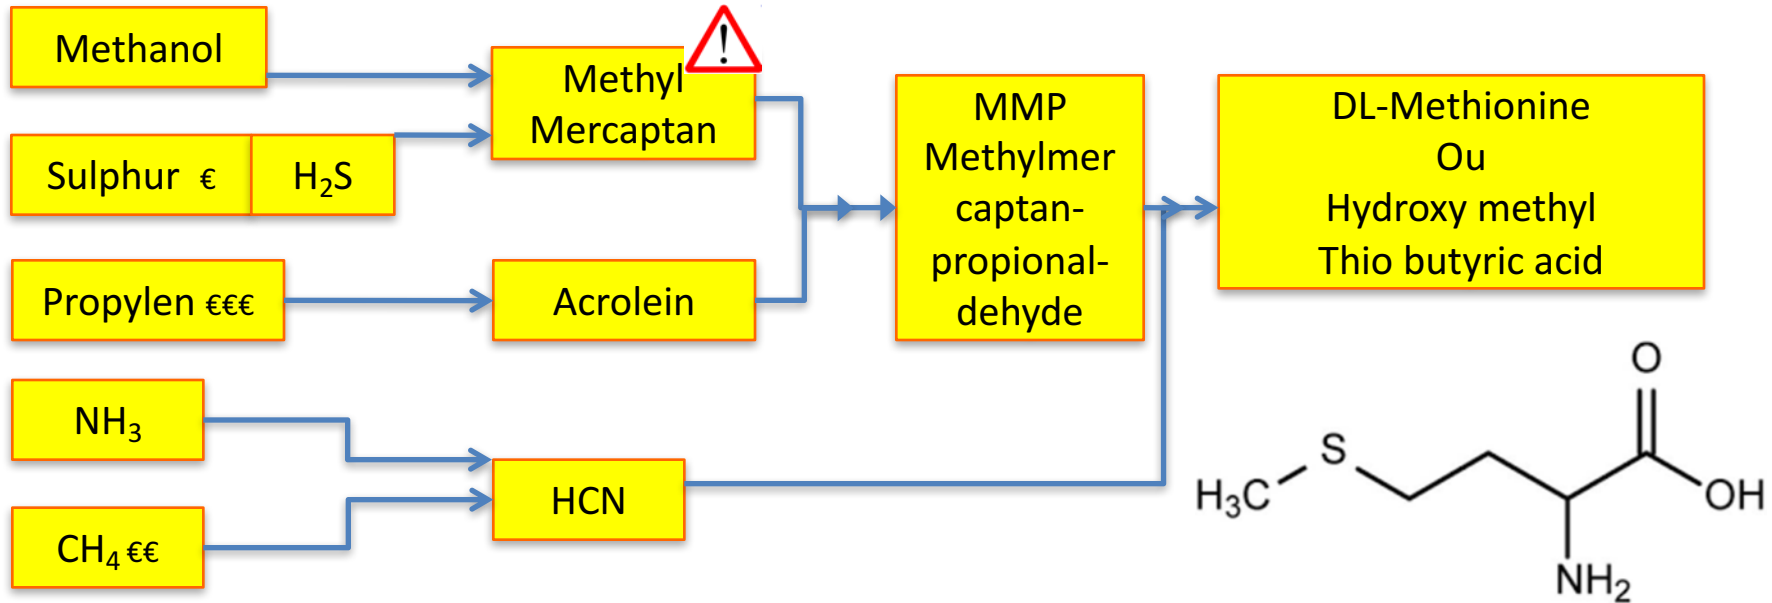 Methanol
Sulphur €
H₂S
Propylen €€€
NH₃
CH₄ €€
!
Methyl
Mercaptan
Acrolein
HCN
MMP
Methylmer
captan-
propional-
dehyde
DL-Methionine
Ou
Hydroxy methyl
Thio butyric acid
O
S
H₃C
OH
NH₂